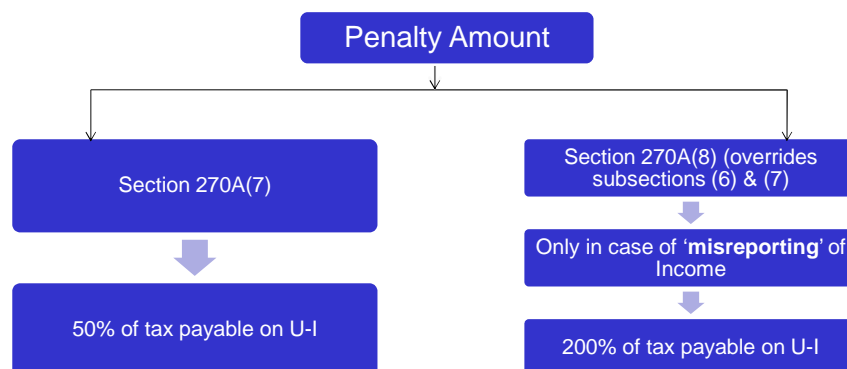 Penalty Amount
Section 270A(7)
50% of tax payable on U-I
Section 270A(8) (overrides
subsections (6) & (7)
Only in case of ‘misreporting’ of
Income
200% of tax payable on U-I